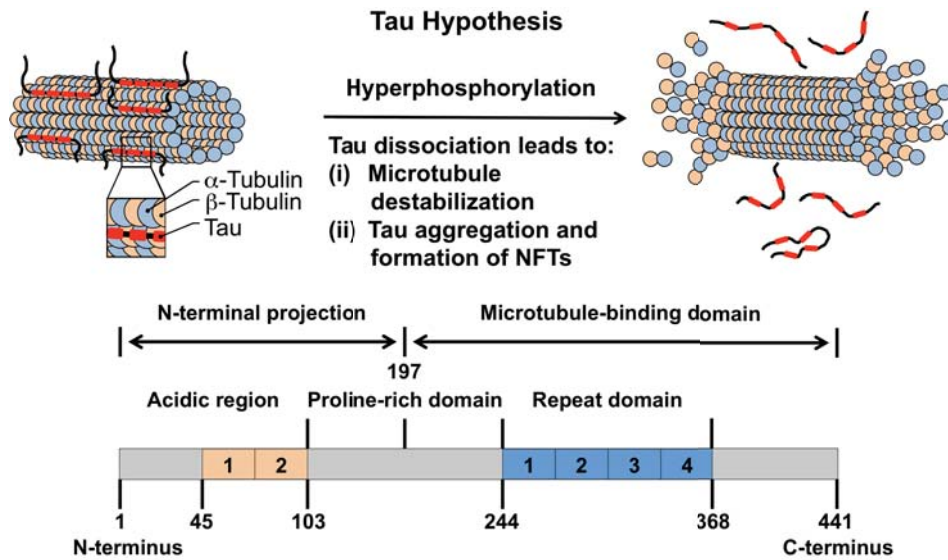 Tau Hypothesis
Hyperphosphorylation
Tau dissociation leads to:
(i) Microtubule
destabilization
(ii) Tau aggregation and
formation of NFTs
α-Tubulin
β-Tubulin
Tau
N-terminal projection
Microtubule-binding domain
197
Acidic region
Proline-rich domain
Repeat domain
1 2 1 2 3 4
1 45 103 244 368 441
N-terminus
C-terminus